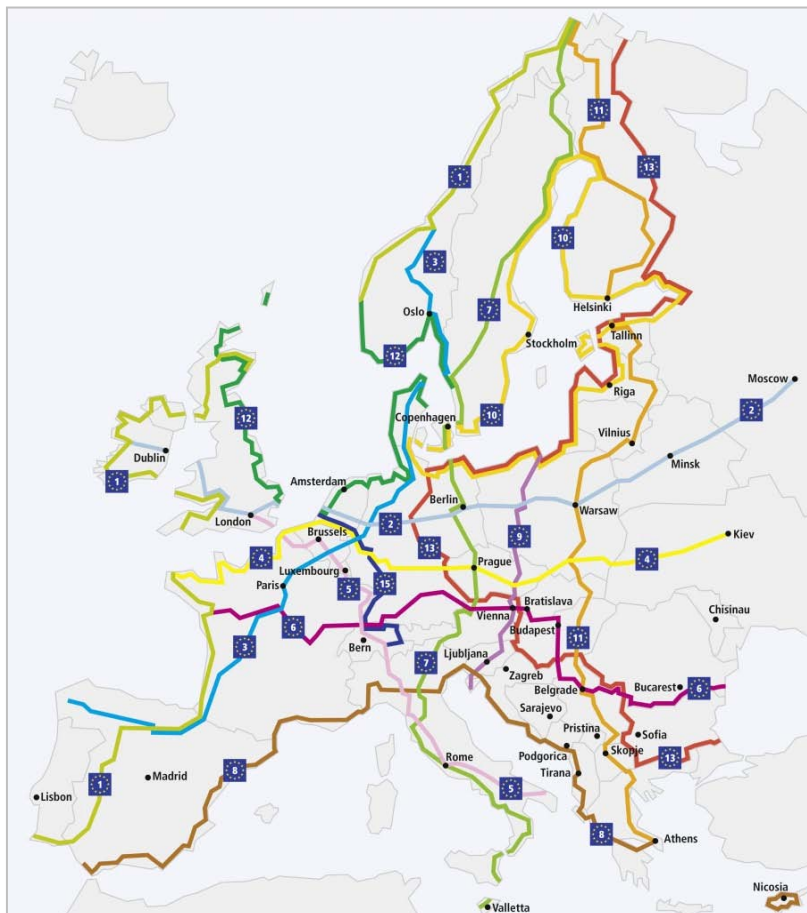 11
13
1
10
3
7
Helsinki
Oslo
Tallinn
Stockholm
12
Moscow
Riga
2
12
Copenhagen
10
Vilnius
Dublin
Minsk
1
Amsterdam
Berlin
Warsaw
London
2
9
Kiev
Brussels
13
4
4
Prague
Luxembourg
15
Paris
5
Chisinau
Vienna
Bratislava
6
Budapest
Bern
11
3
7
Ljubljana
Zagreb
Belgrade
Bucarest
6
Sarajevo
Pristina
Sofia
Podgorica
Skopje
13
Rome
Tirana
8
Madrid
1
5
Lisbon
8
Athens
Nicosia
Valletta